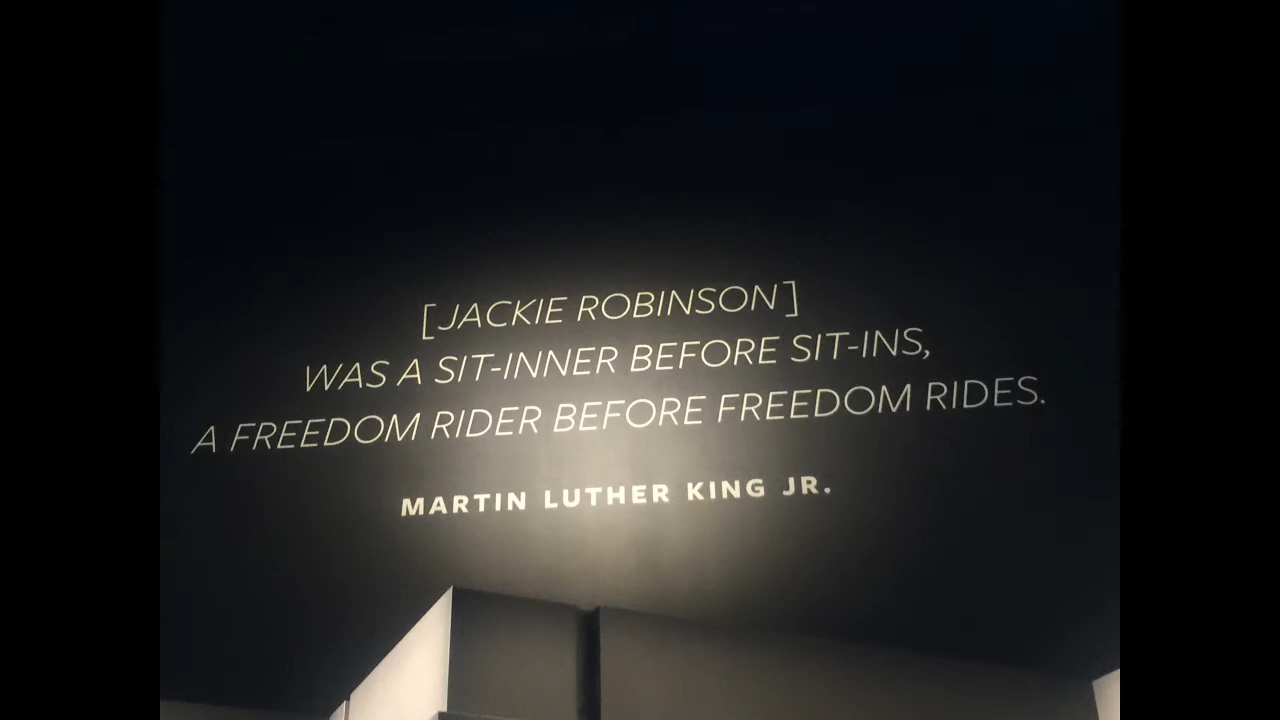 [JACKIE ROBINSON]
WAS A SIT-INNER BEFORE SIT-INS,
A FREEDOM RIDER BEFORE FREEDOM RIDES.
MARTIN LUTHER KING JR.